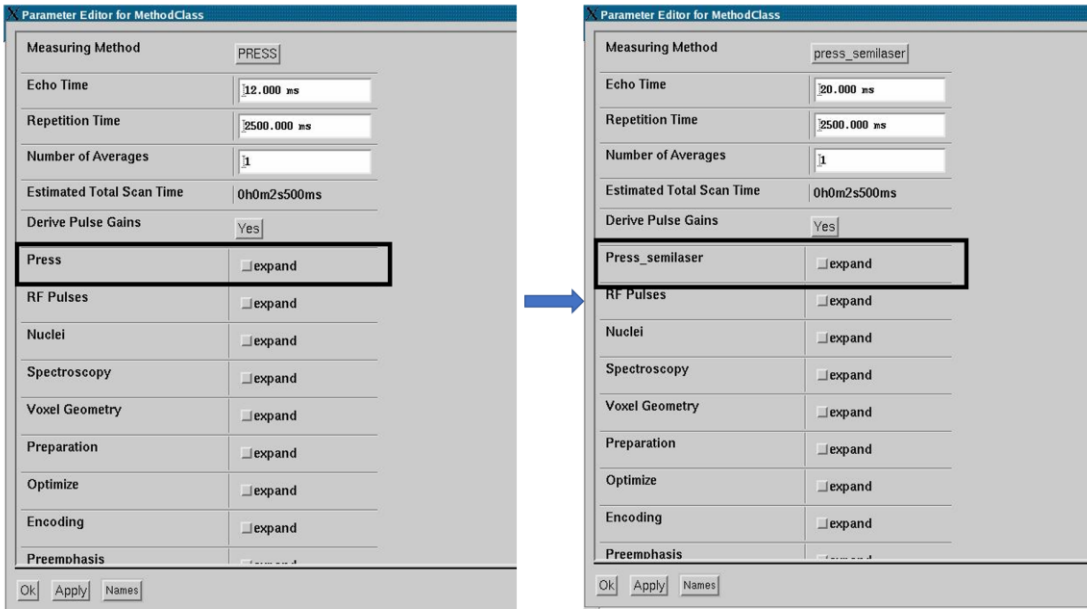 Parameter Editor for MethodClass
Measuring Method PRESS
Echo Time 12.000 ms
Repetition Time 2500.000 ms
Number of Averages 1
Estimated Total Scan Time 0h0m2s500ms
Derive Pulse Gains Yes
Press expand
RF Pulses expand
Nuclei expand
Spectroscopy expand
Voxel Geometry expand
Preparation expand
Optimize expand
Encoding expand
Preemphasis
Ok Apply Names
Parameter Editor for MethodClass
Measuring Method press_semilaser
Echo Time 20.000 ms
Repetition Time 2500.000 ms
Number of Averages 1
Estimated Total Scan Time 0h0m2s500ms
Derive Pulse Gains Yes
Press_semilaser expand
RF Pulses expand
Nuclei expand
Spectroscopy expand
Voxel Geometry expand
Preparation expand
Optimize expand
Encoding expand
Preemphasis
Ok Apply Names